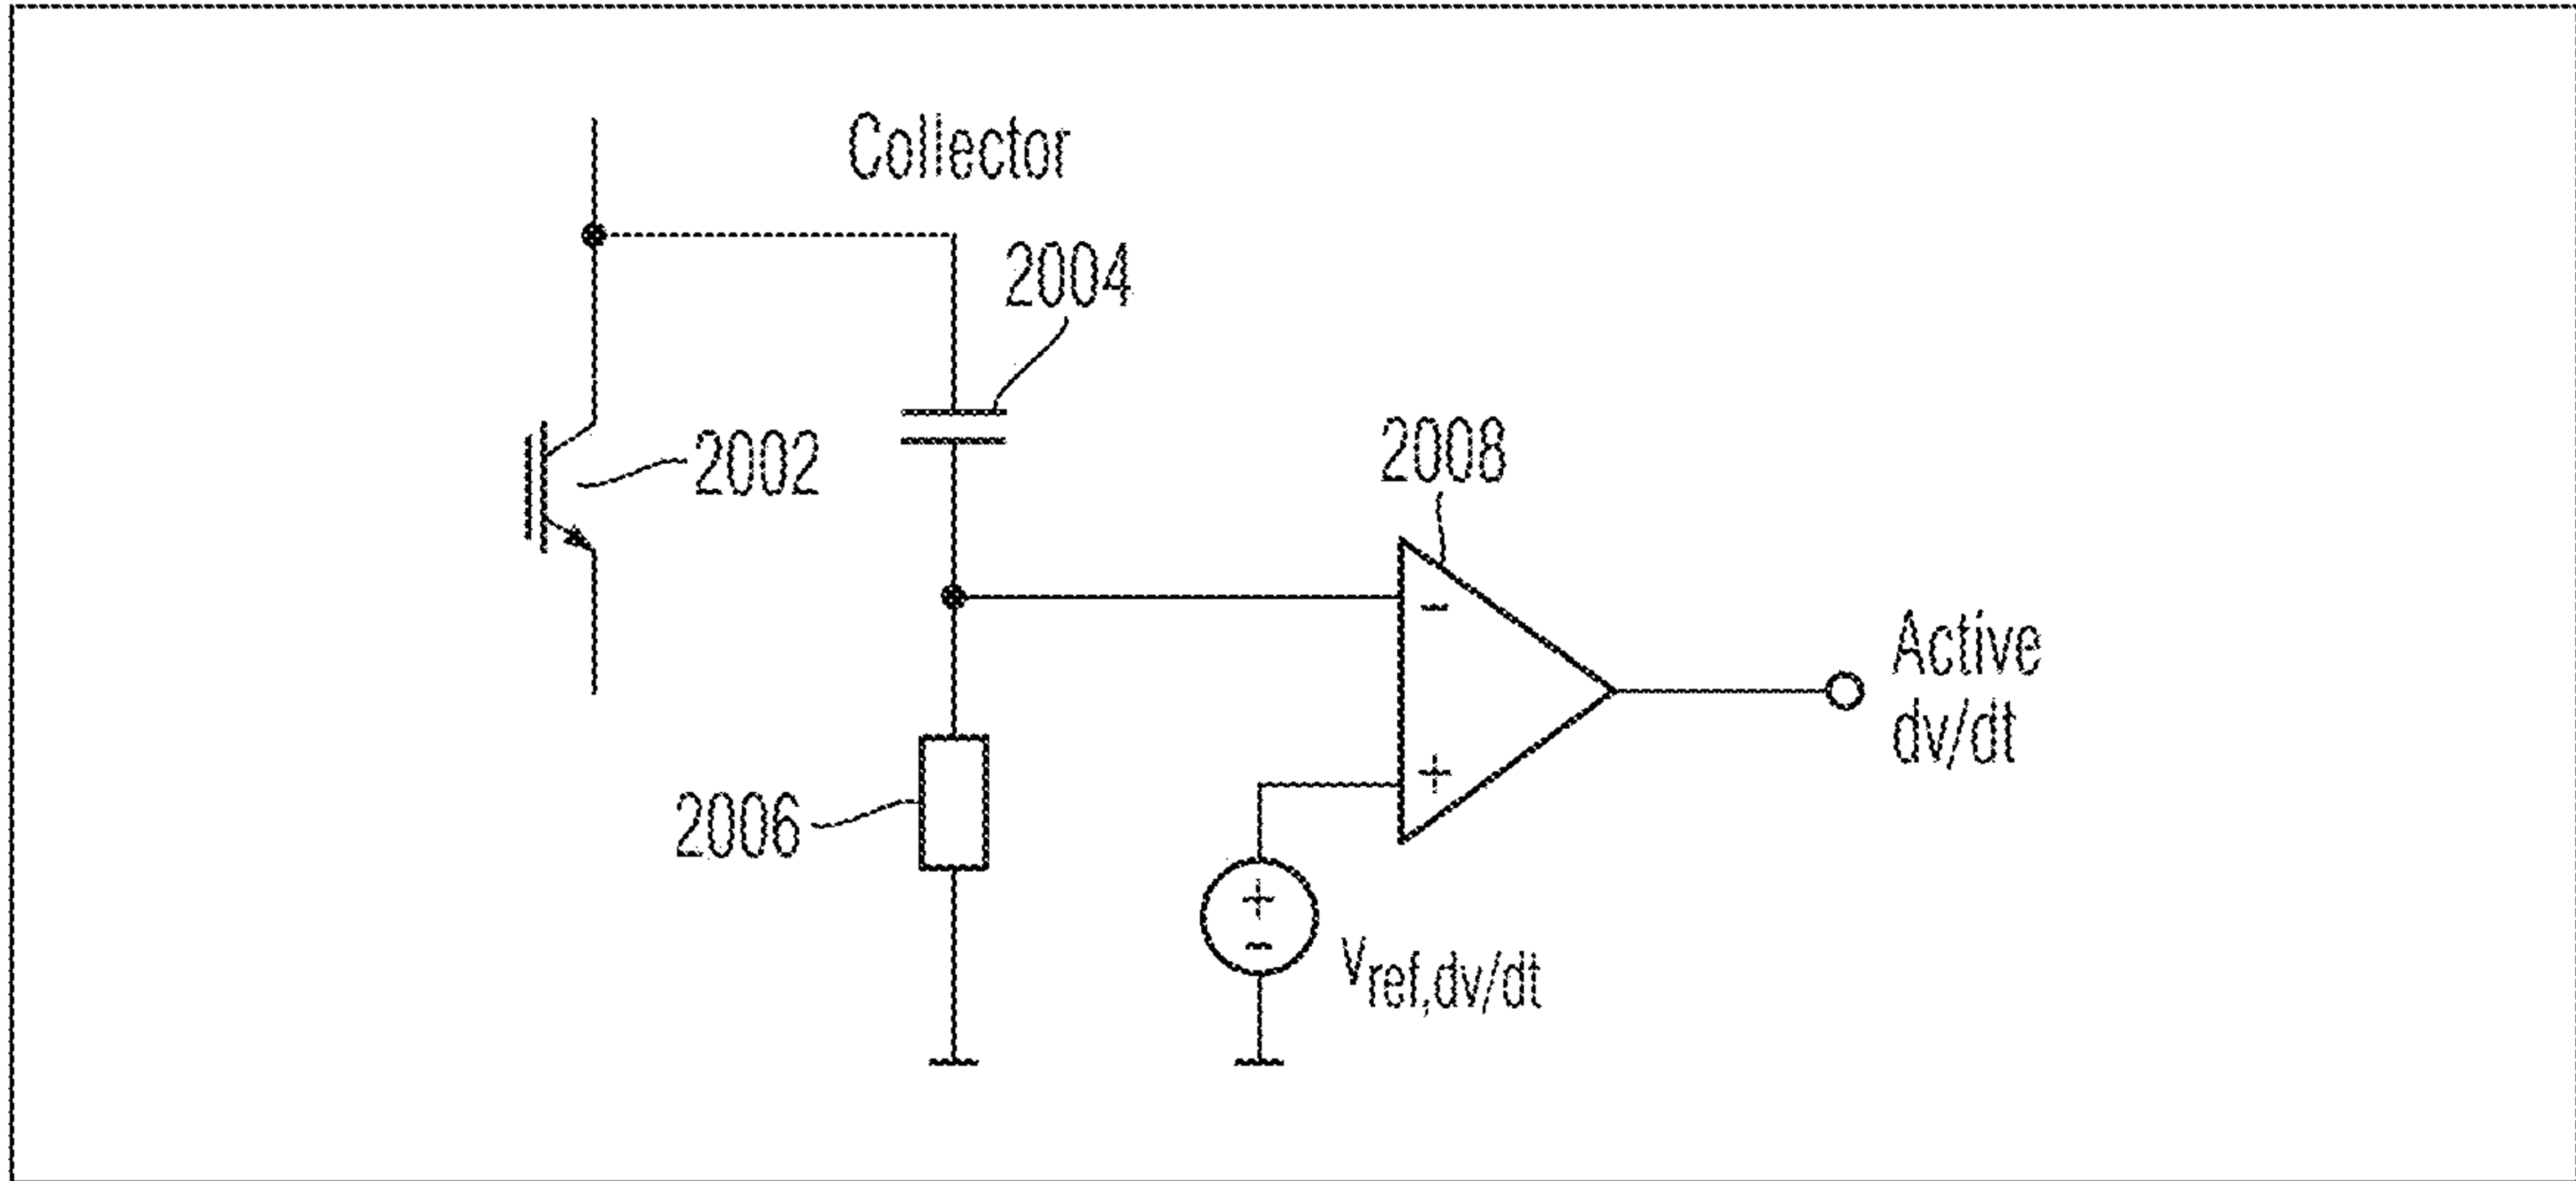 Collector
2004
2002
2008
-
Active
dv/dt
+
2006
+
-
Vref,dv/dt